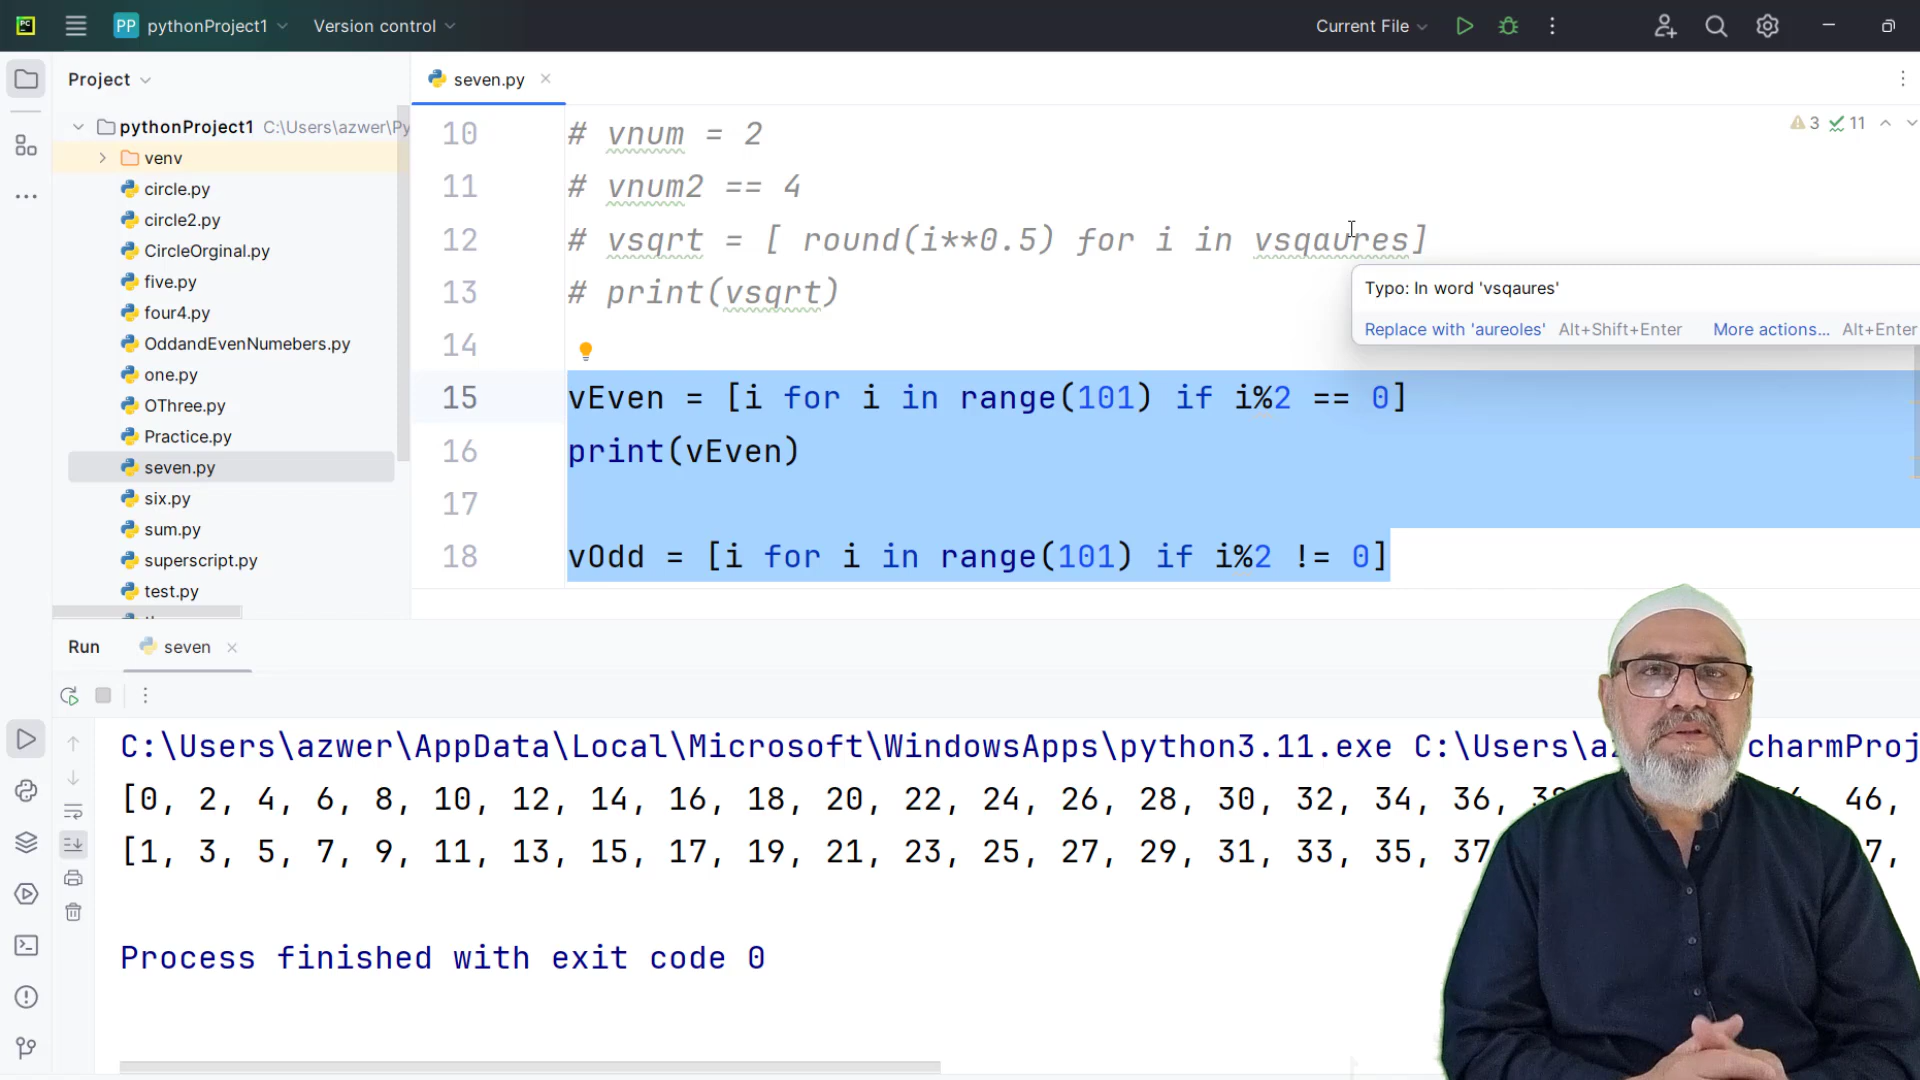 PC
PP pythonProject1 Version control Current File
Project
seven.py
pythonProject1 C:\Users\azwer\Py
venv
circle.py
circle2.py
CircleOrginal.py
five.py
four4.py
OddandEvenNumebers.py
one.py
OThree.py
Practice.py
seven.py
six.py
sum.py
superscript.py
test.py
3 11
10 # vnum = 2
11 # vnum2 == 4
12 # vsqrt = [ round(i**0.5) for i in vsqaures]
13 # print(vsqrt)
14
15 vEven = [i for i in range(101) if i%2 == 0]
16 print(vEven)
17
18 vOdd = [i for i in range(101) if i%2 != 0]
Typo: In word 'vsqaures'
Replace with 'aureoles' Alt+Shift+Enter More actions... Alt+Enter
Run seven
C:\Users\azwer\AppData\Local\Microsoft\WindowsApps\python3.11.exe C:\Users\a charmProj
[0, 2, 4, 6, 8, 10, 12, 14, 16, 18, 20, 22, 24, 26, 28, 30, 32, 34, 36, 46,
[1, 3, 5, 7, 9, 11, 13, 15, 17, 19, 21, 23, 25, 27, 29, 31, 33, 35, 37
Process finished with exit code 0